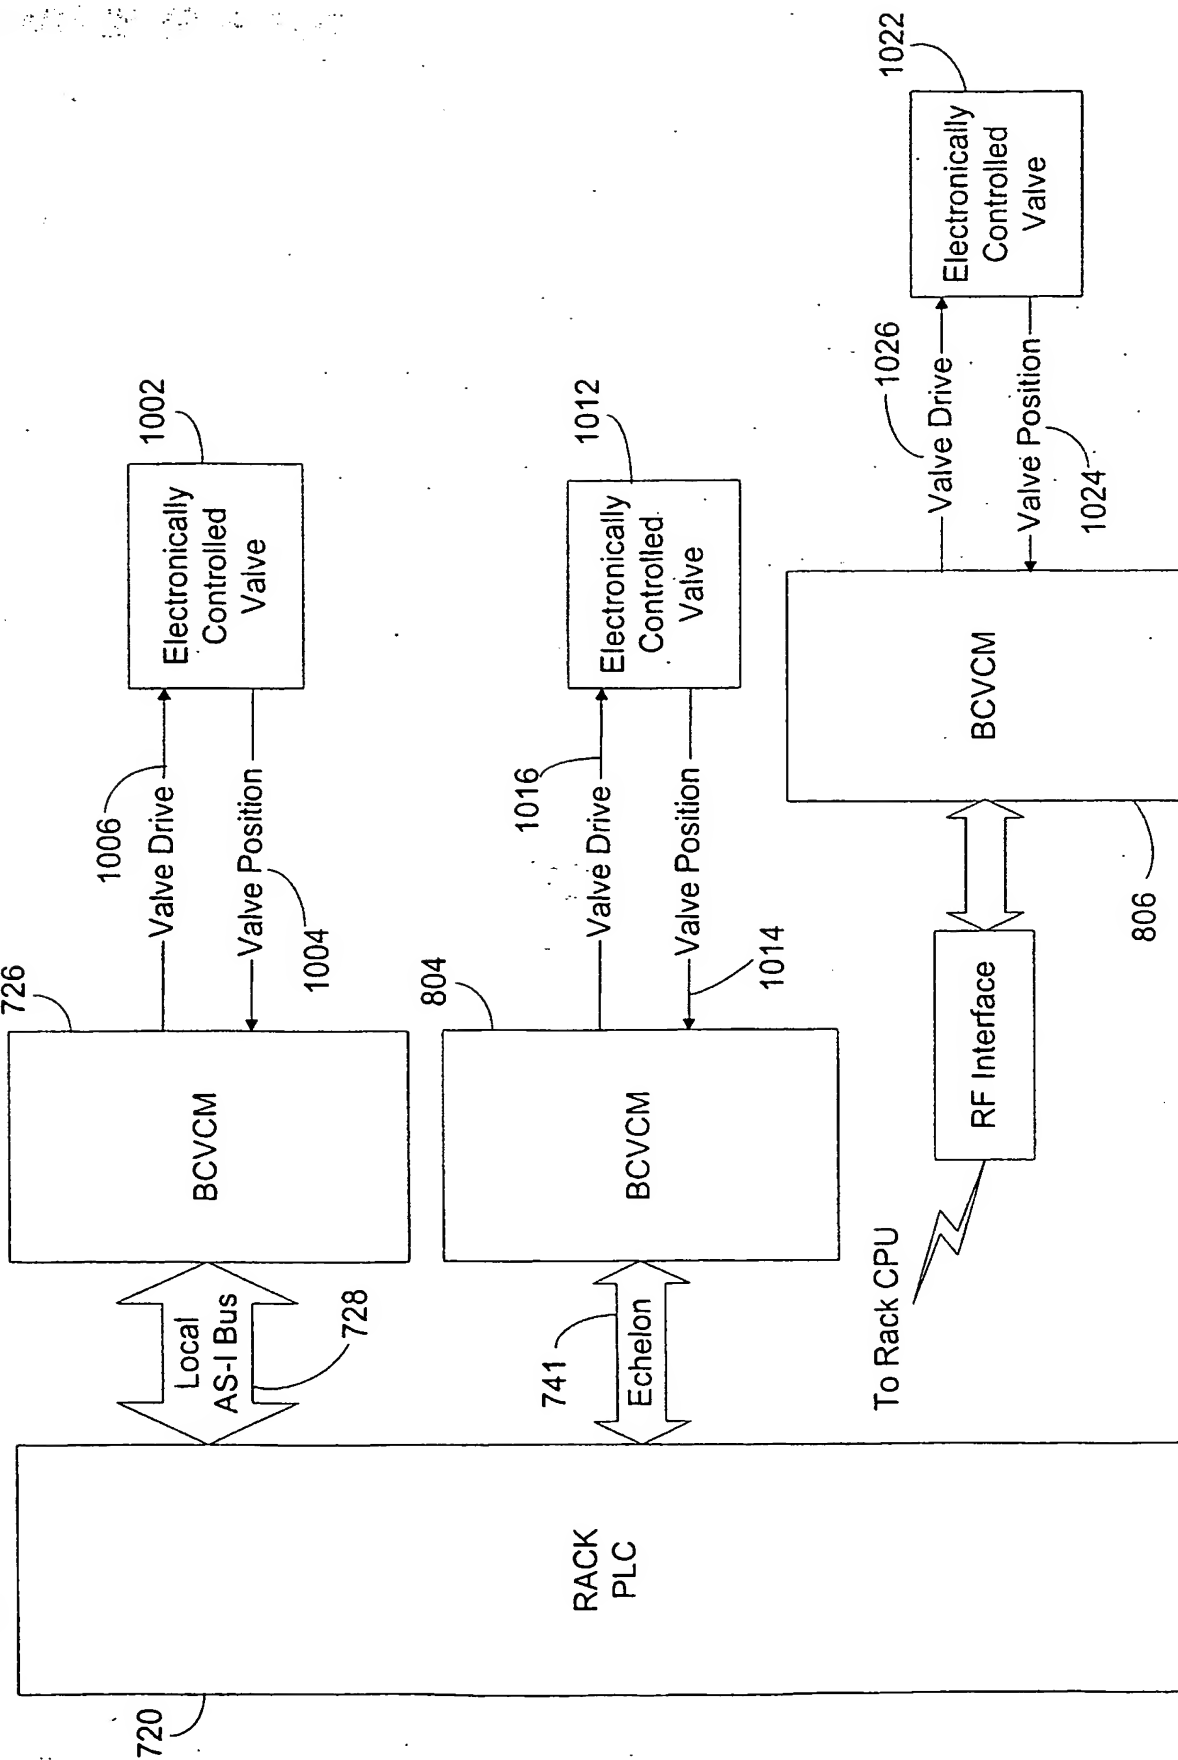 720
RACK
PLC
Local
AS-I Bus
728
726
BCVCM
1006
Valve Drive
Valve Position
1004
1002
Electronically
Controlled
Valve
741
Echelon
804
BCVCM
1016
Valve Drive
Valve Position
1014
1012
Electronically
Controlled
Valve
To Rack CPU
RF Interface
806
BCVCM
1026
Valve Drive
Valve Position
1024
1022
Electronically
Controlled
Valve